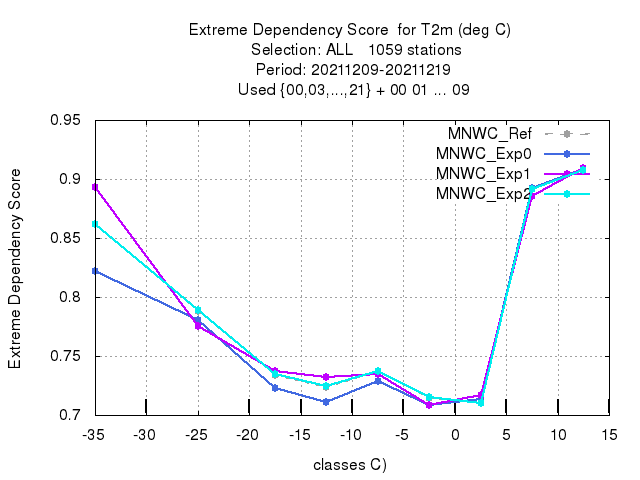 Extreme Dependency Score  for T2m (deg C)
Selection: ALL   1059 stations
Period: 20211209-20211219
Used {00,03,...,21} + 00 01 ... 09
MNWC_Ref
MNWC_Exp0
MNWC_Exp1
MNWC_Exp2
Extreme Dependency Score
0.95
0.9
0.85
0.8
0.75
0.7
-35 -30 -25 -20 -15 -10 -5 0 5 10 15
classes C)